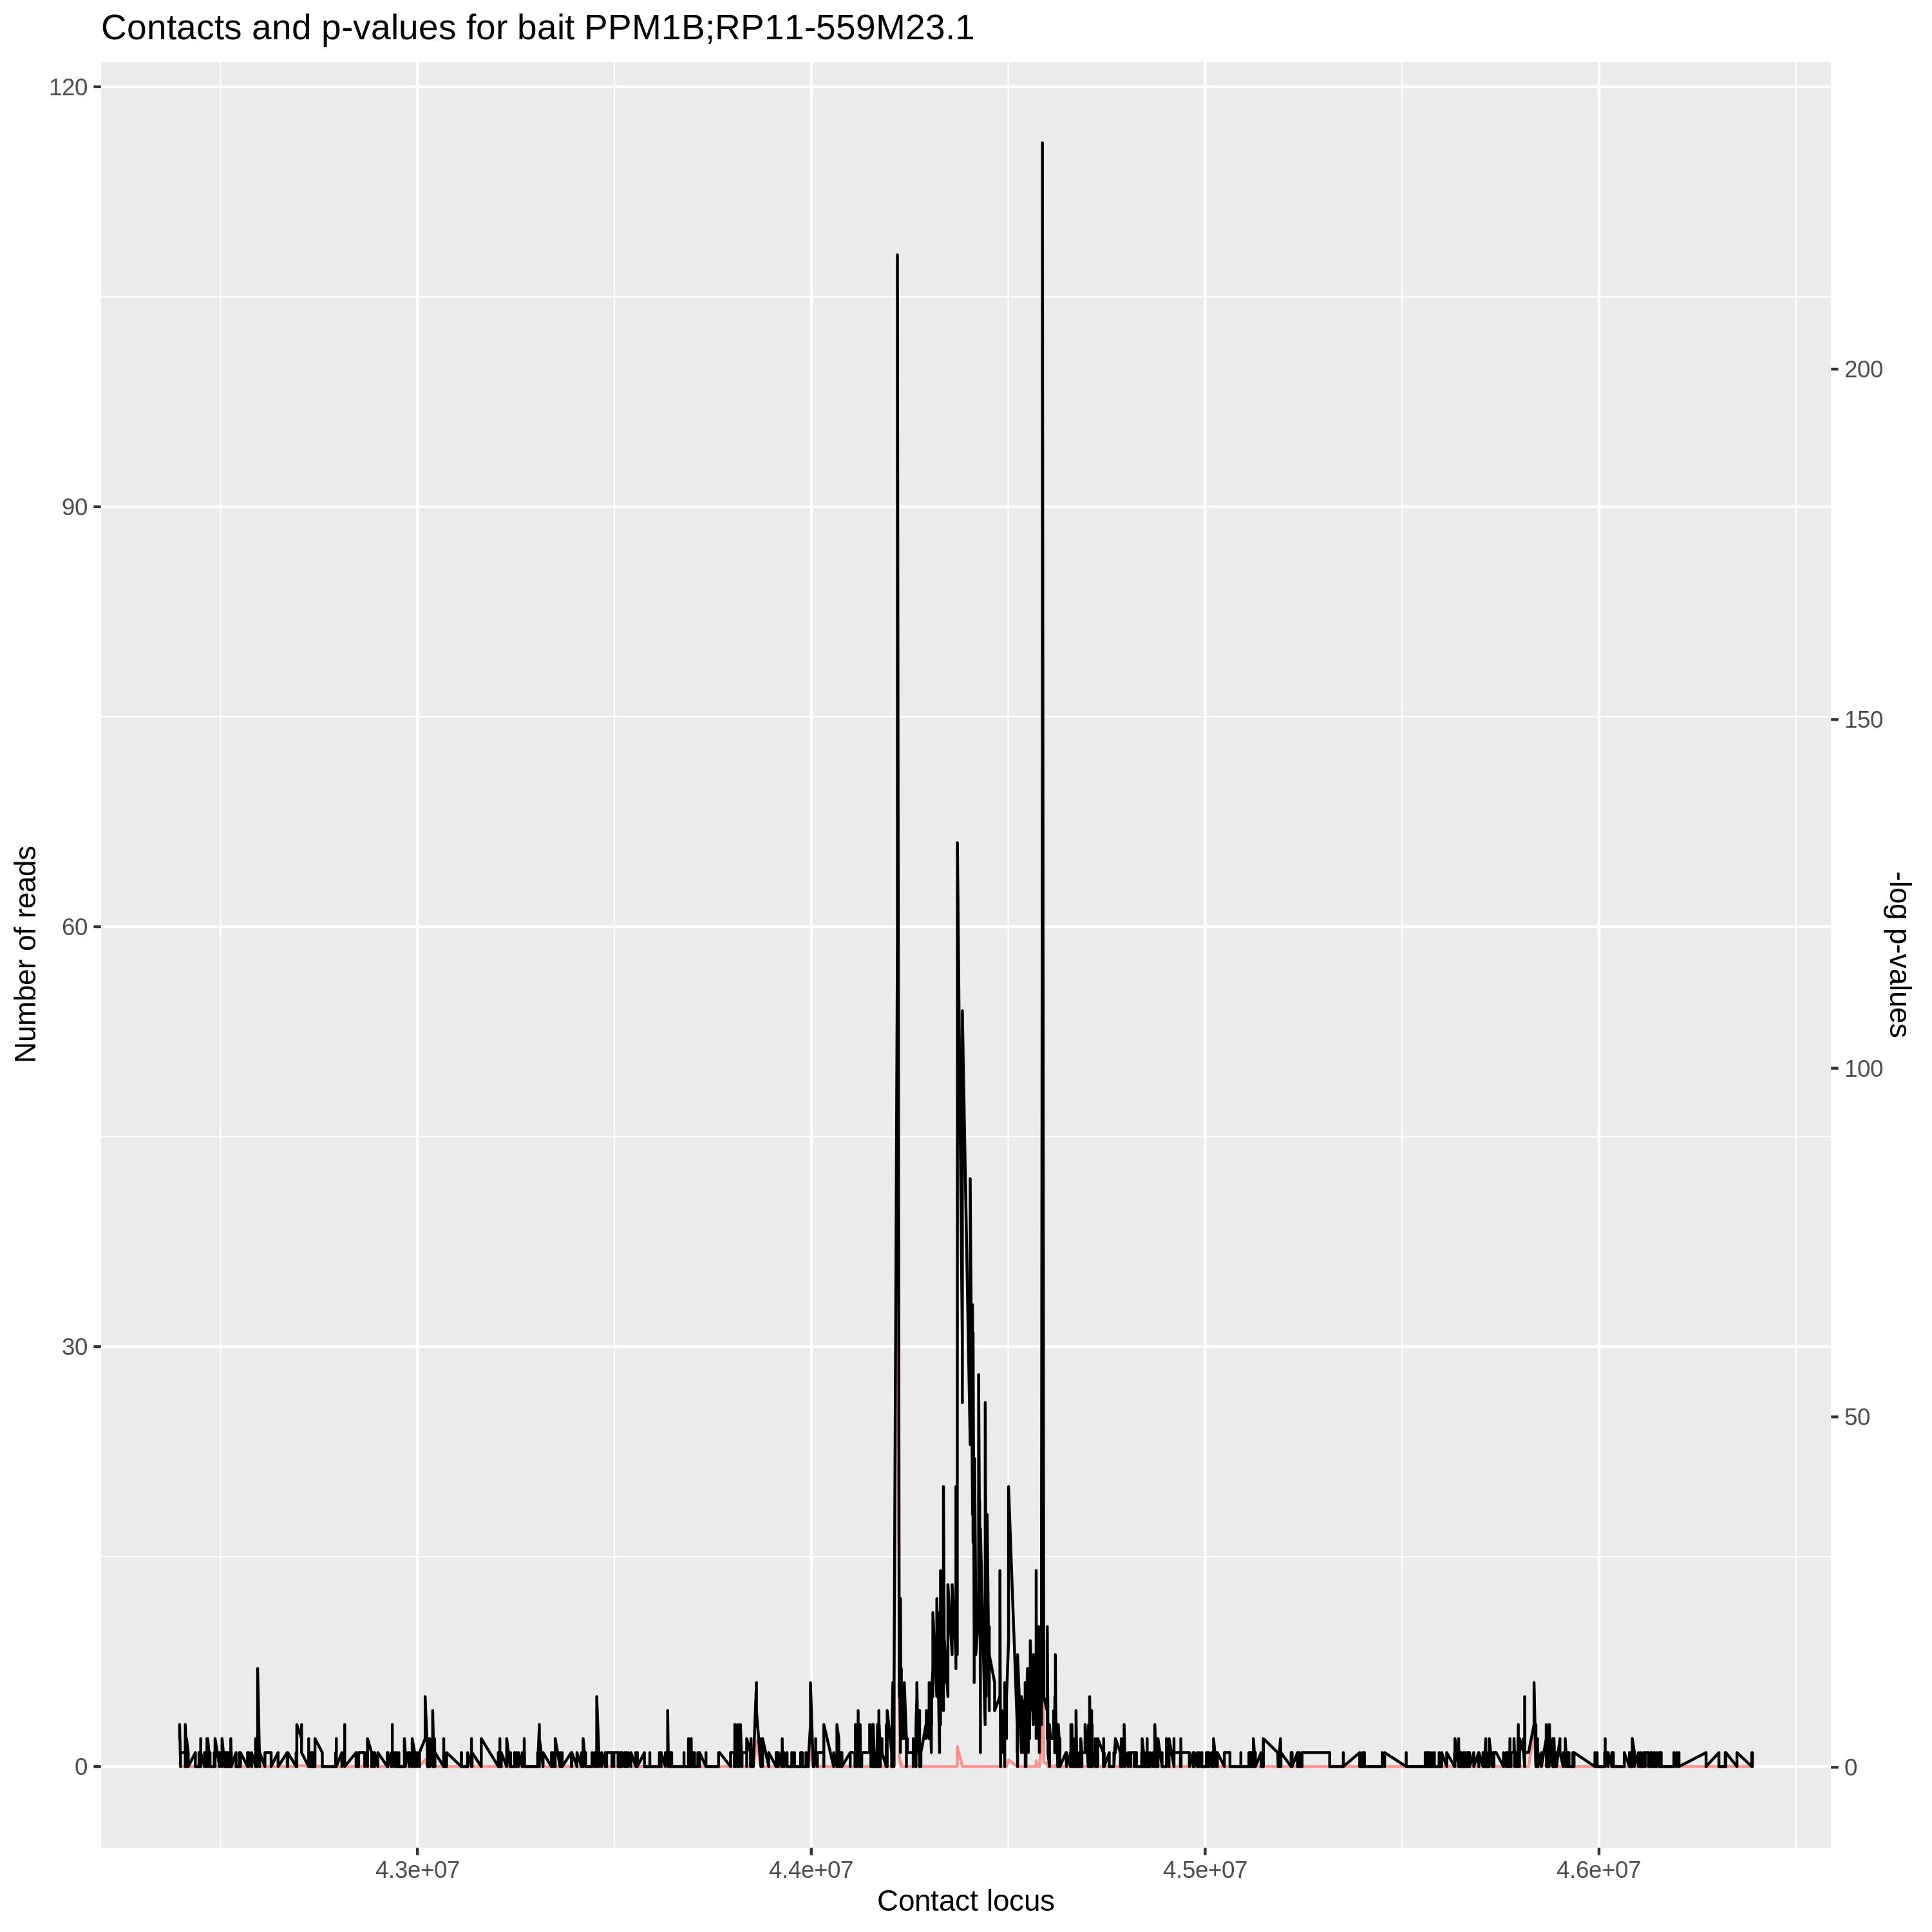 Contacts and p-values for bait PPM1B;RP11-559M23.1
120
90
60
30
0
Number of reads
200
150
100
50
0
-log p-values
4.3e+07
4.4e+07
4.5e+07
4.6e+07
Contact locus